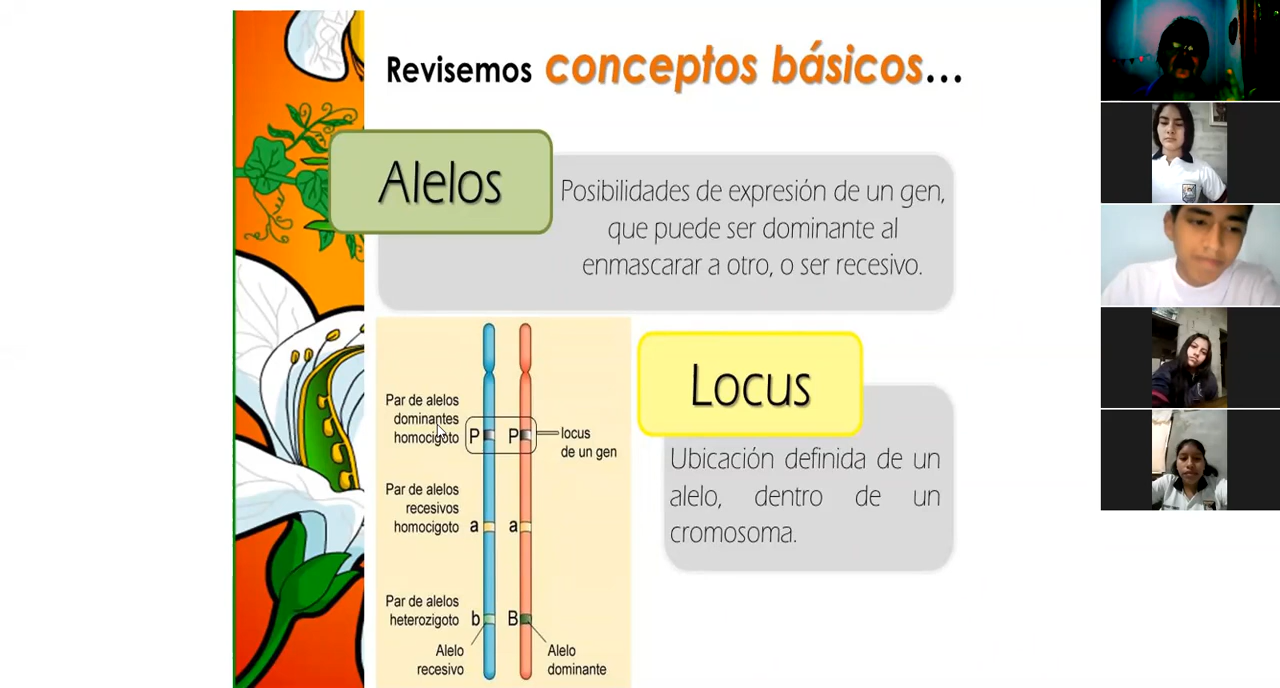 Revisemos conceptos básicos...
Alelos
Posibilidades de expresión de un gen,
que puede ser dominante al
enmascarar a otro, o ser recesivo.
Locus
Ubicación definida de un
alelo, dentro de un
cromosoma.
Par de alelos
dominantes
homocigoto
P P
locus
de un gen
Par de alelos
recesivos
homocigoto
a a
Par de alelos
heterozigoto
b B
Alelo
recesivo
Alelo
dominante